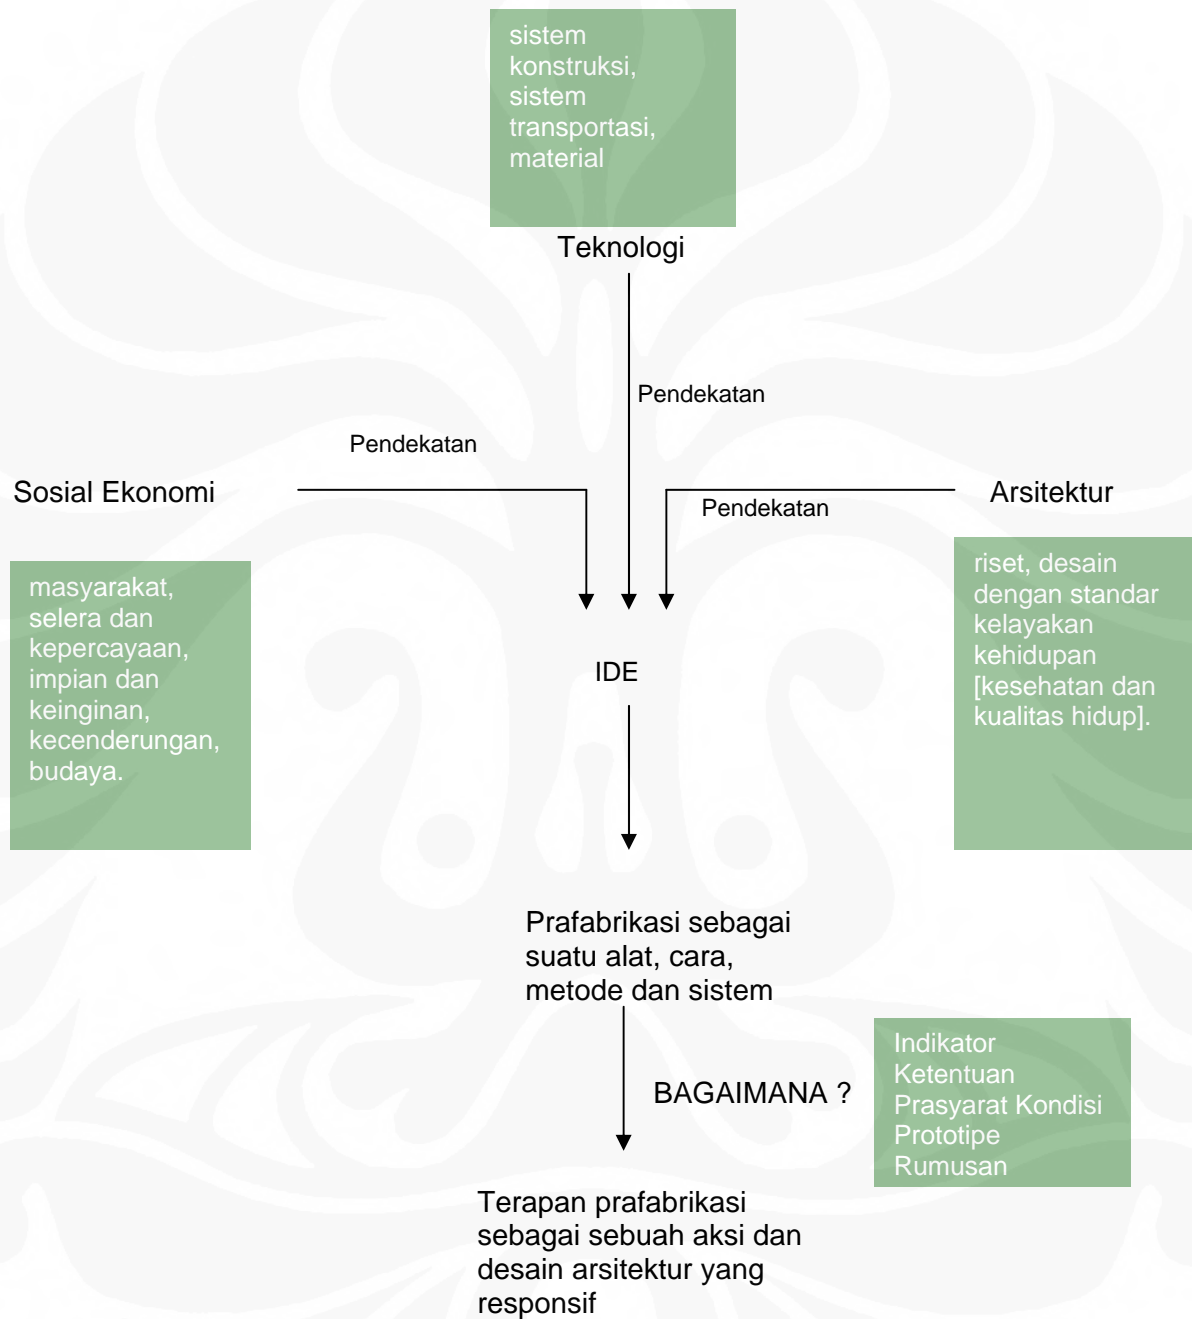 sistem
konstruksi,
sistem
transportasi,
material
Teknologi
Pendekatan
Pendekatan
Sosial Ekonomi
Pendekatan
Arsitektur
masyarakat,
selera dan
kepercayaan,
impian dan
keinginan,
kecenderungan,
budaya.
riset, desain
dengan standar
kelayakan
kehidupan
[kesehatan dan
kualitas hidup].
IDE
Prafabrikasi sebagai
suatu alat, cara,
metode dan sistem
BAGAIMANA ?
Indikator
Ketentuan
Prasyarat Kondisi
Prototipe
Rumusan
Terapan prafabrikasi
sebagai sebuah aksi dan
desain arsitektur yang
responsif